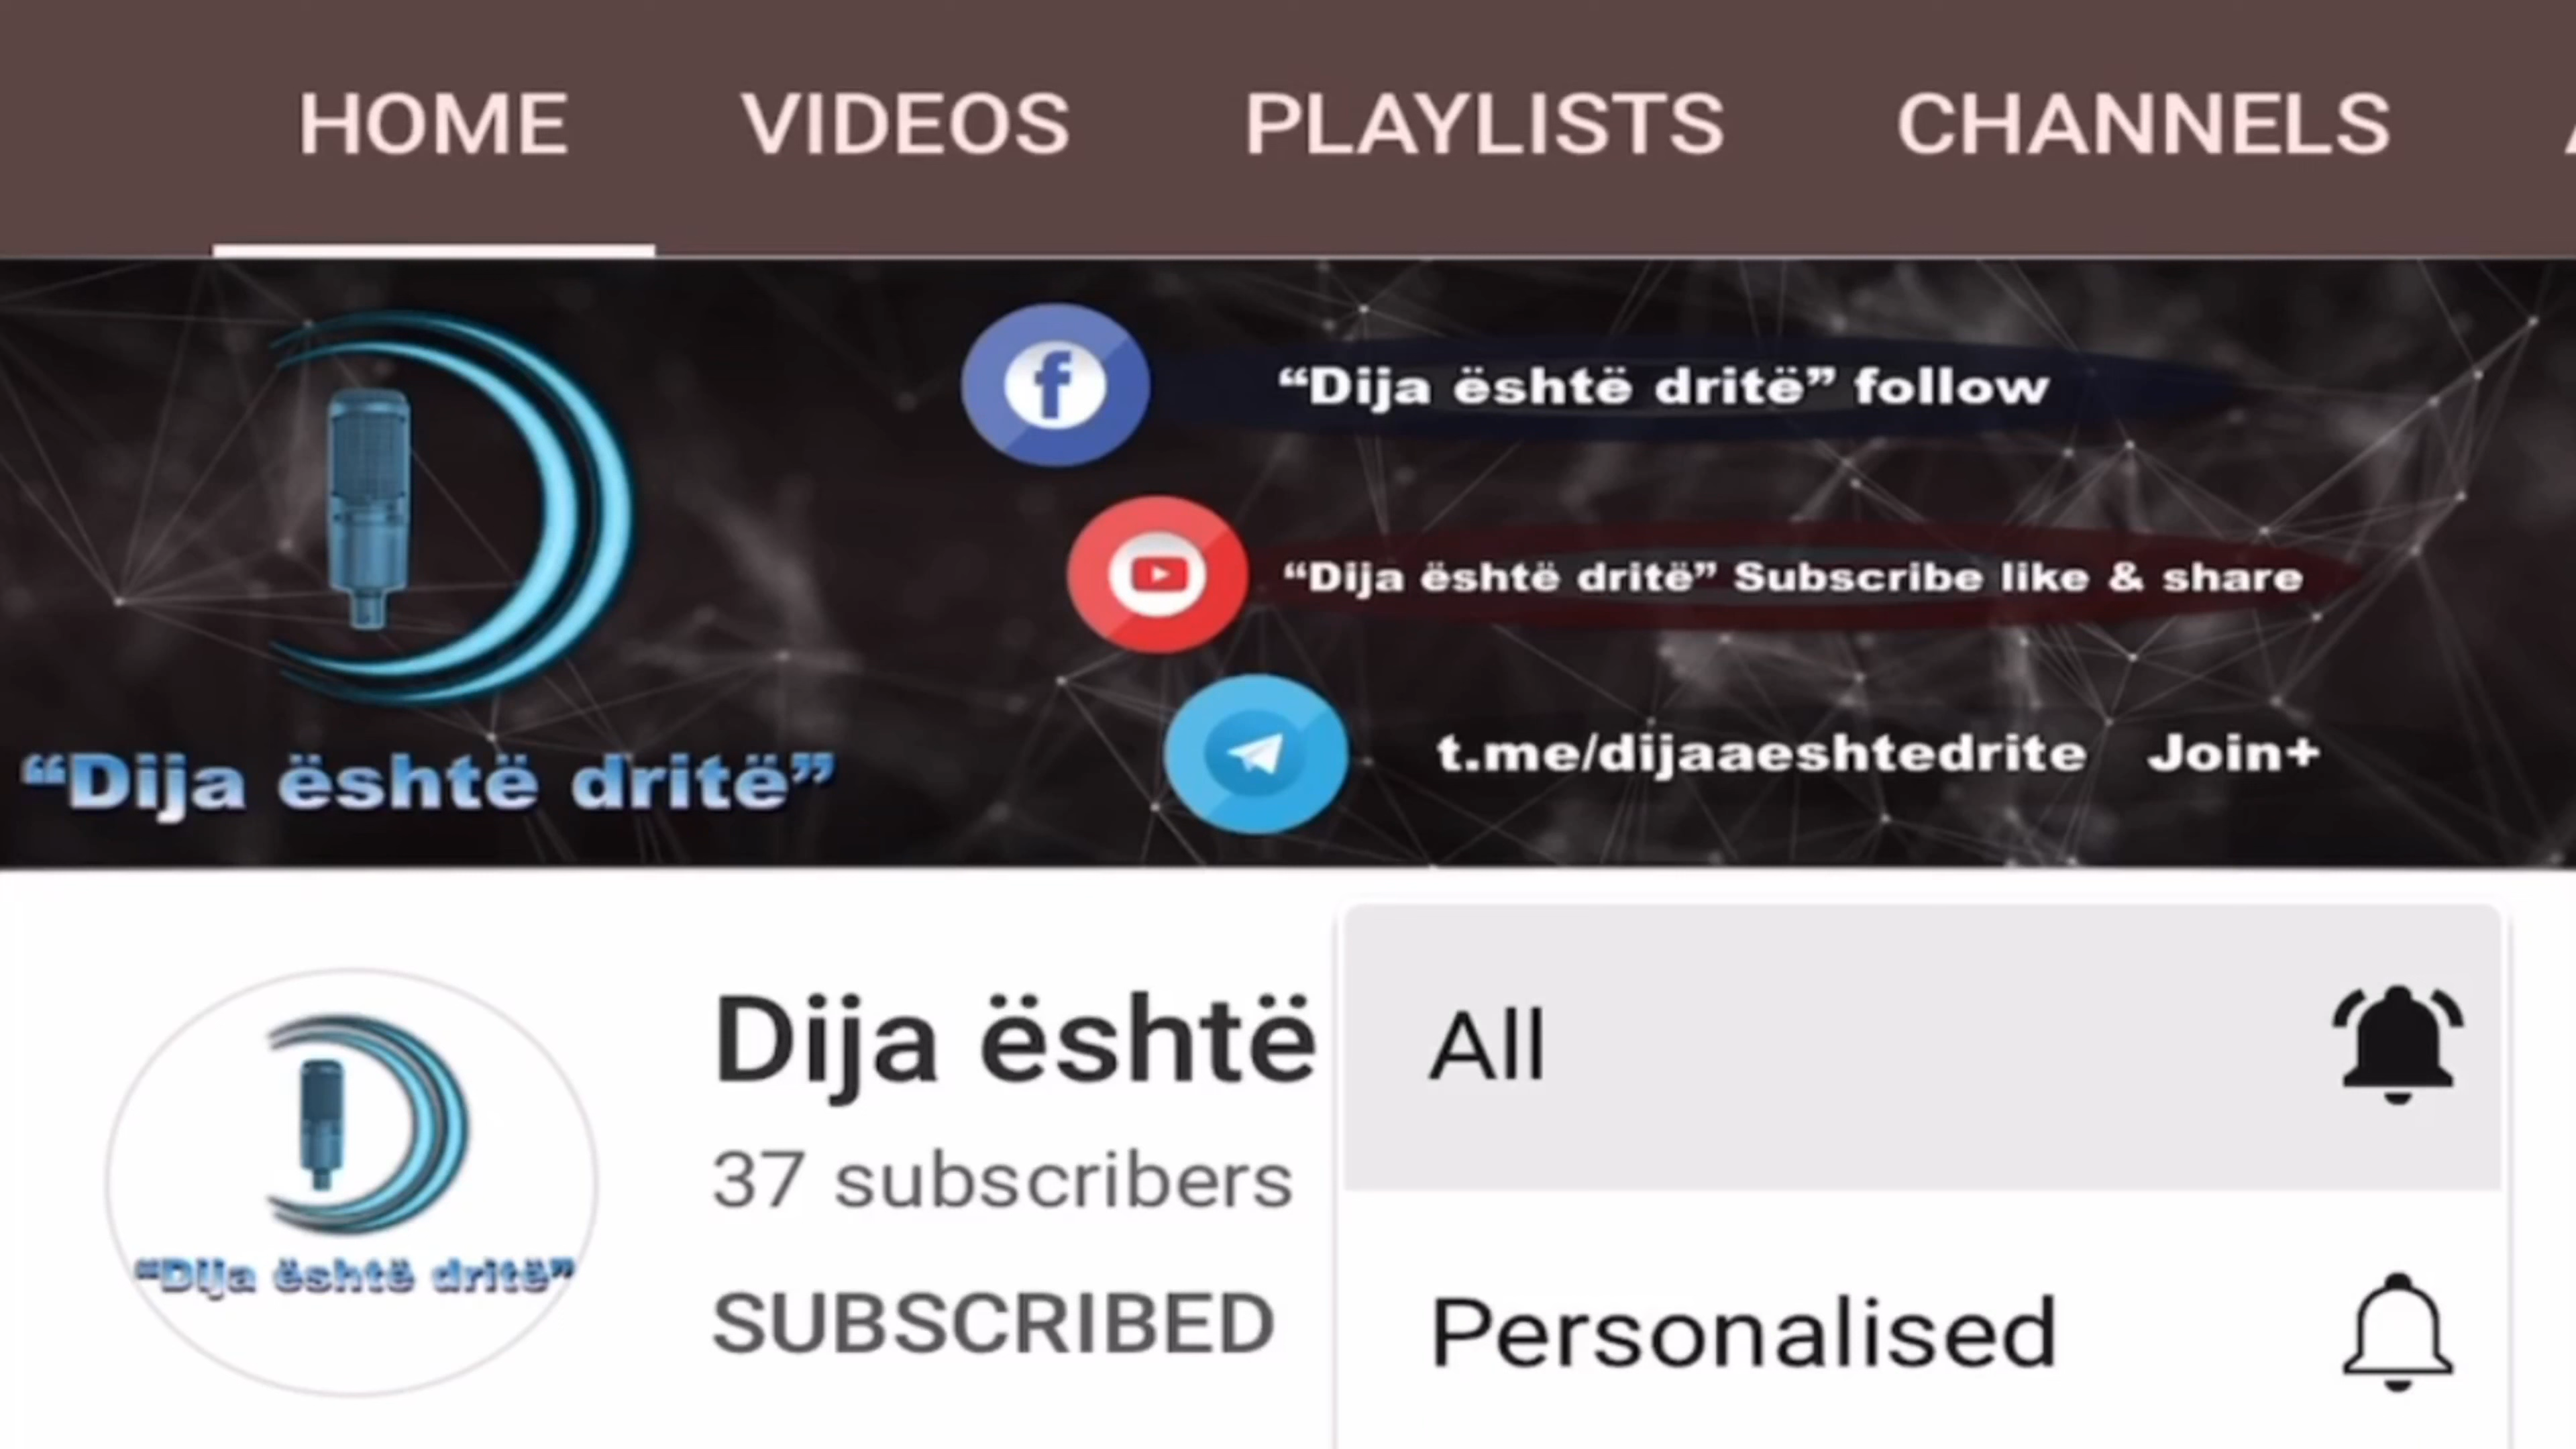 HOME VIDEOS PLAYLISTS CHANNELS
“Dija është dritë” follow
“Dija është dritë” Subscribe like & share
t.me/dijaaeshtedrite Join+
“Dija është dritë”
Dija është
37 subscribers
SUBSCRIBED
“Dija është dritë”
All
Personalised